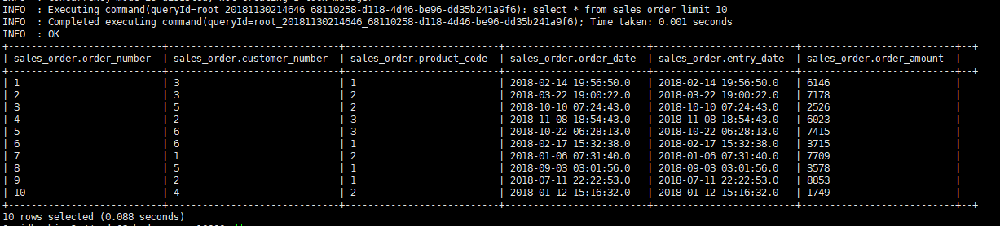 INFO  : Executing command(queryId=root_20181130214646_68110258-d118-4d46-be96-dd35b241a9f6): select * from sales_order limit 10
INFO  : Completed executing command(queryId=root_20181130214646_68110258-d118-4d46-be96-dd35b241a9f6); Time taken: 0.001 seconds
INFO  : OK
| sales_order.order_number | sales_order.customer_number | sales_order.product_code | sales_order.order_date | sales_order.entry_date | sales_order.order_amount |
| 1 | 3 | 1 | 2018-02-14 19:56:50.0 | 2018-02-14 19:56:50.0 | 6146 |
| 2 | 3 | 2 | 2018-03-22 19:00:22.0 | 2018-03-22 19:00:22.0 | 7178 |
| 3 | 5 | 2 | 2018-10-10 07:24:43.0 | 2018-10-10 07:24:43.0 | 2526 |
| 4 | 2 | 3 | 2018-11-08 18:54:43.0 | 2018-11-08 18:54:43.0 | 6023 |
| 5 | 6 | 3 | 2018-10-22 06:28:13.0 | 2018-10-22 06:28:13.0 | 7415 |
| 6 | 6 | 1 | 2018-02-17 15:32:38.0 | 2018-02-17 15:32:38.0 | 3715 |
| 7 | 1 | 2 | 2018-01-06 07:31:40.0 | 2018-01-06 07:31:40.0 | 7709 |
| 8 | 5 | 1 | 2018-09-03 03:01:56.0 | 2018-09-03 03:01:56.0 | 3578 |
| 9 | 2 | 1 | 2018-07-11 22:22:53.0 | 2018-07-11 22:22:53.0 | 8853 |
| 10 | 4 | 2 | 2018-01-12 15:16:32.0 | 2018-01-12 15:16:32.0 | 1749 |
10 rows selected (0.088 seconds)